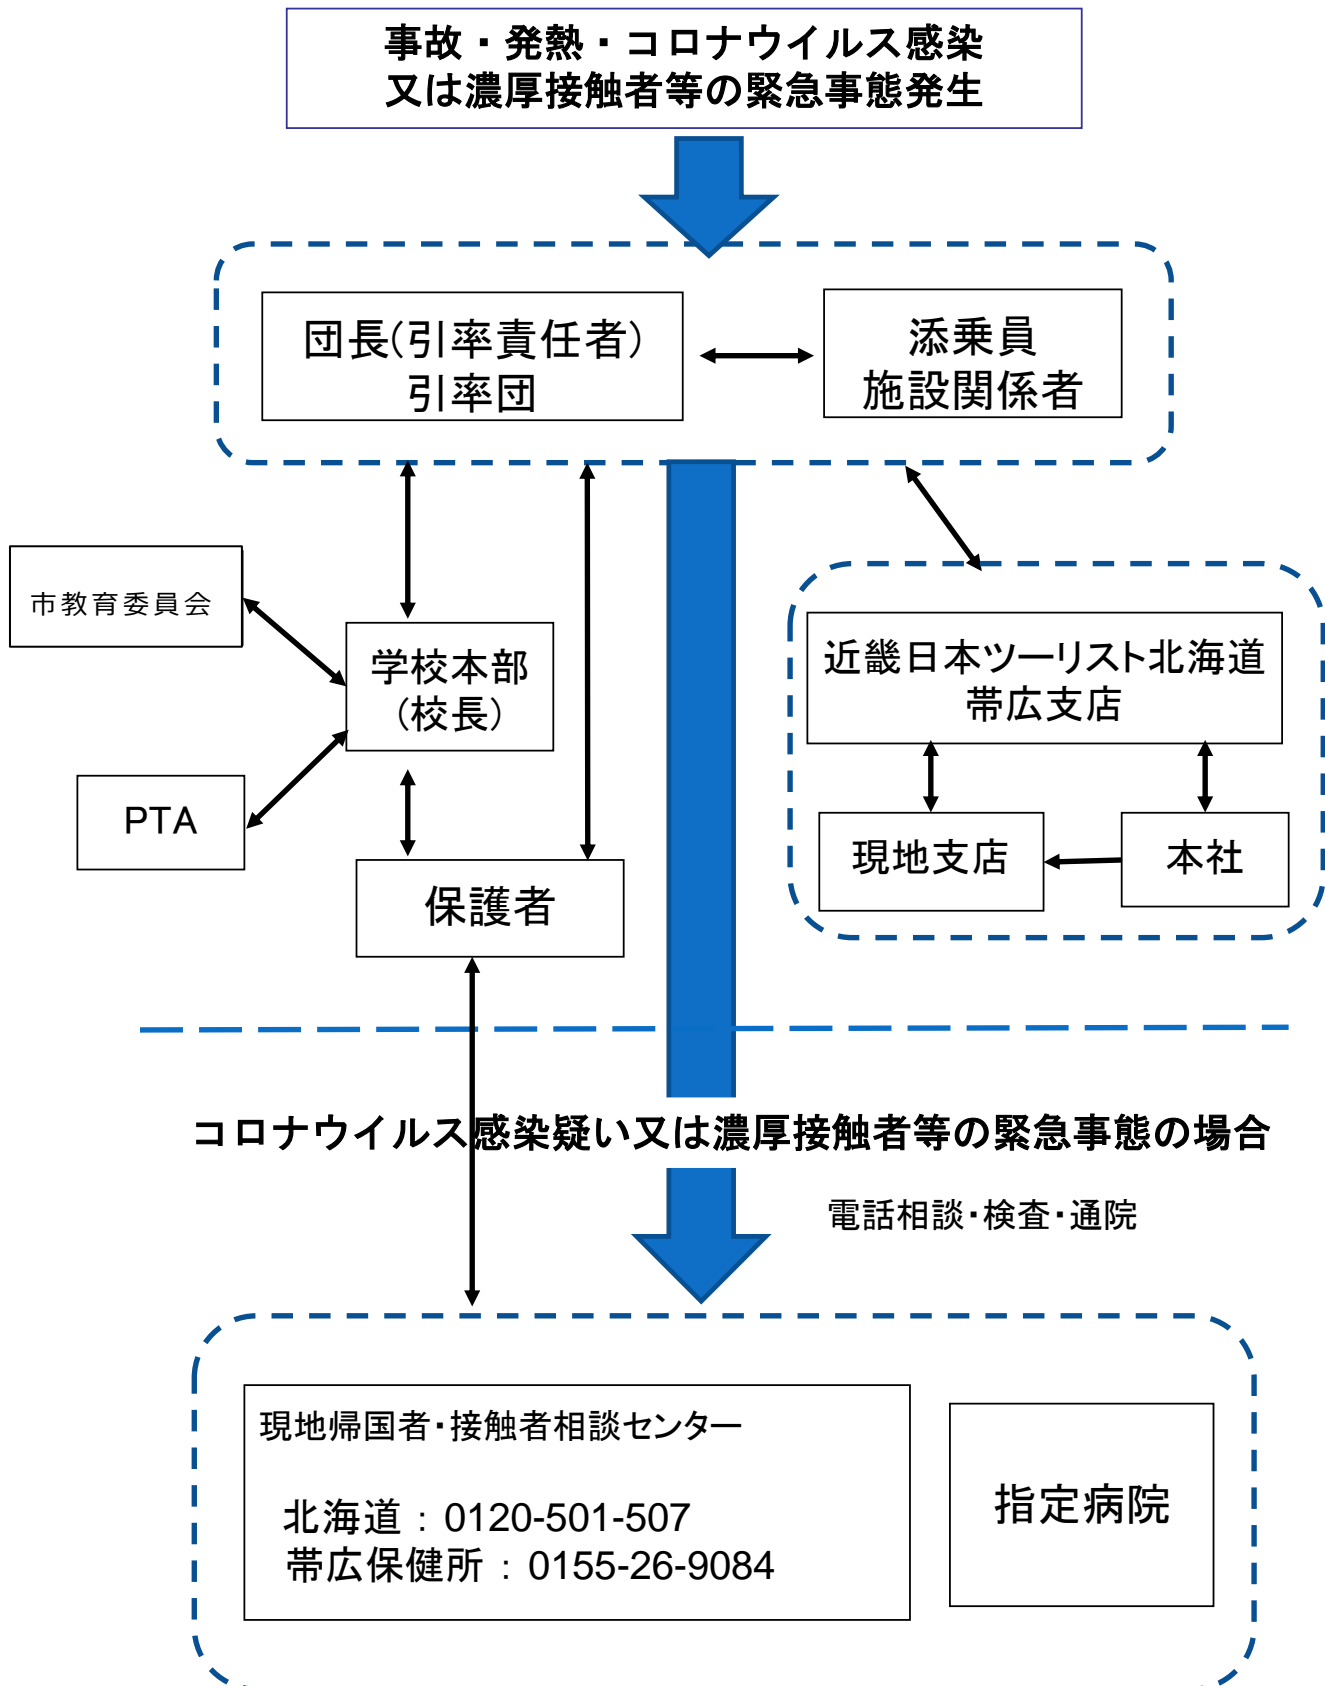 事故・発熱・コロナウイルス感染
又は濃厚接触者等の緊急事態発生
団長(引率責任者)
引率団
添乗員
施設関係者
市教育委員会
学校本部
(校長)
近畿日本ツーリスト北海道
帯広支店
PTA
現地支店
本社
保護者
コロナウイルス感染疑い又は濃厚接触者等の緊急事態の場合
電話相談・検査・通院
現地帰国者・接触者相談センター
北海道：0120-501-507
帯広保健所：0155-26-9084
指定病院